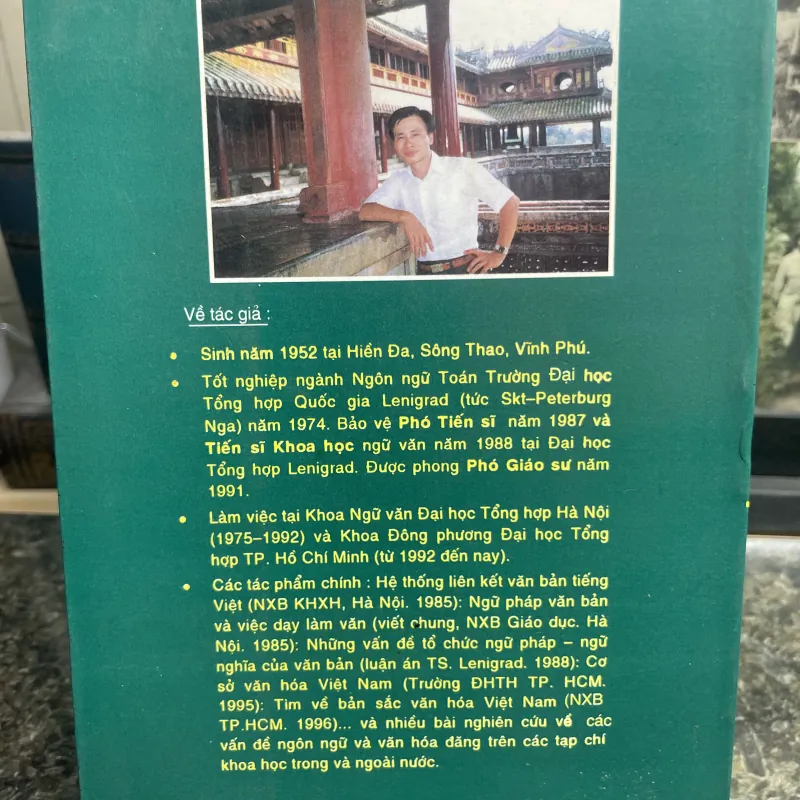 Về tác giả :
• Sinh năm 1952 tại Hiền Đa, Sông Thao, Vĩnh Phú.
• Tốt nghiệp ngành Ngôn ngữ Toán Trường Đại học
Tổng hợp Quốc gia Lenigrad (tức Skt–Peterburg
Nga) năm 1974. Bảo vệ Phó Tiến sĩ năm 1987 và
Tiến sĩ Khoa học ngữ văn năm 1988 tại Đại học
Tổng hợp Lenigrad. Được phong Phó Giáo sư năm
1991.
• Làm việc tại Khoa Ngữ văn Đại học Tổng hợp Hà Nội
(1975–1992) và Khoa Đông phương Đại học Tổng
hợp TP. Hồ Chí Minh (từ 1992 đến nay).
• Các tác phẩm chính : Hệ thống liên kết văn bản tiếng
Việt (NXB KHXH, Hà Nội. 1985): Ngữ pháp văn bản
và việc dạy làm văn (viết chung, NXB Giáo dục. Hà
Nội. 1985): Những vấn đề tổ chức ngữ pháp – ngữ
nghĩa của văn bản (luận án TS. Lenigrad. 1988): Cơ
sở văn hóa Việt Nam (Trường ĐHTH TP. HCM.
1995): Tìm về bản sắc văn hóa Việt Nam (NXB
TP.HCM. 1996)... và nhiều bài nghiên cứu về các
vấn đề ngôn ngữ và văn hóa đăng trên các tạp chí
khoa học trong và ngoài nước.